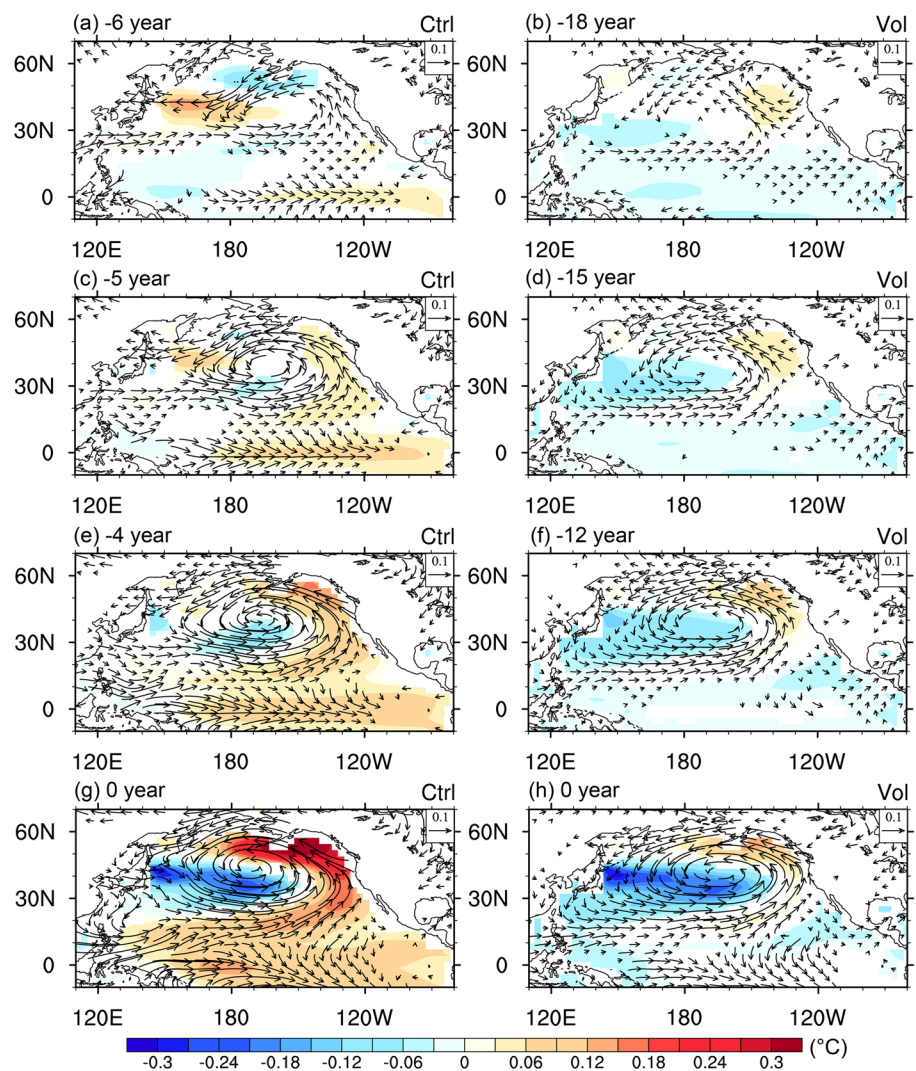 (a) -6 year Ctrl
(b) -18 year Vol
60N 0.1 60N 0.1
30N 30N
0 0
120E 180 120W 120E 180 120W
(c) -5 year Ctrl
(d) -15 year Vol
60N 0.1 60N 0.1
30N 30N
0 0
120E 180 120W 120E 180 120W
(e) -4 year Ctrl
(f) -12 year Vol
60N 0.1 60N 0.1
30N 30N
0 0
120E 180 120W 120E 180 120W
(g) 0 year Ctrl
(h) 0 year Vol
60N 0.1 60N 0.1
30N 30N
0 0
120E 180 120W 120E 180 120W
(°C)
-0.3 -0.24 -0.18 -0.12 -0.06 0 0.06 0.12 0.18 0.24 0.3